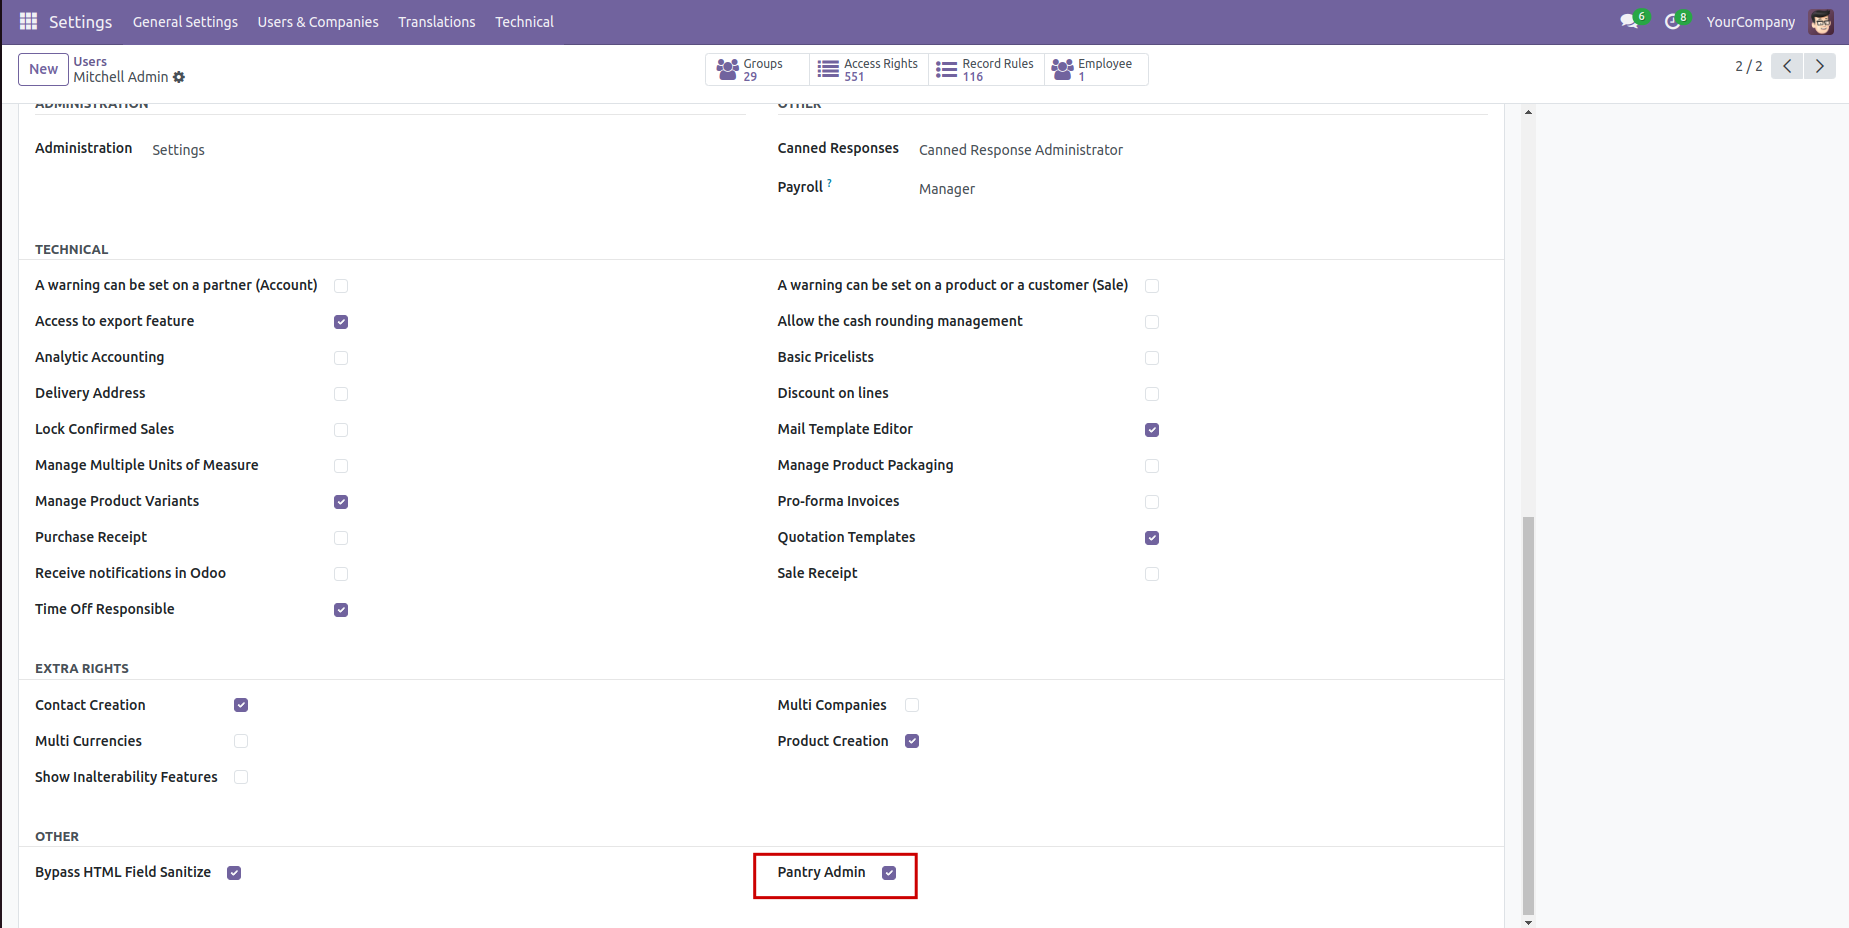 Settings General Settings Users & Companies Translations Technical 6 8 YourCompany
New Users Groups 29 Access Rights 551 Record Rules 116 Employee 1 2 / 2
Mitchell Admin
ADMINISTRATION OTHER
Administration Settings Canned Responses Canned Response Administrator
Payroll ? Manager
TECHNICAL
A warning can be set on a partner (Account) A warning can be set on a product or a customer (Sale)
Access to export feature Allow the cash rounding management
Analytic Accounting Basic Pricelists
Delivery Address Discount on lines
Lock Confirmed Sales Mail Template Editor
Manage Multiple Units of Measure Manage Product Packaging
Manage Product Variants Pro-forma Invoices
Purchase Receipt Quotation Templates
Receive notifications in Odoo Sale Receipt
Time Off Responsible
EXTRA RIGHTS
Contact Creation Multi Companies
Multi Currencies Product Creation
Show Inalterability Features
OTHER
Bypass HTML Field Sanitize Pantry Admin